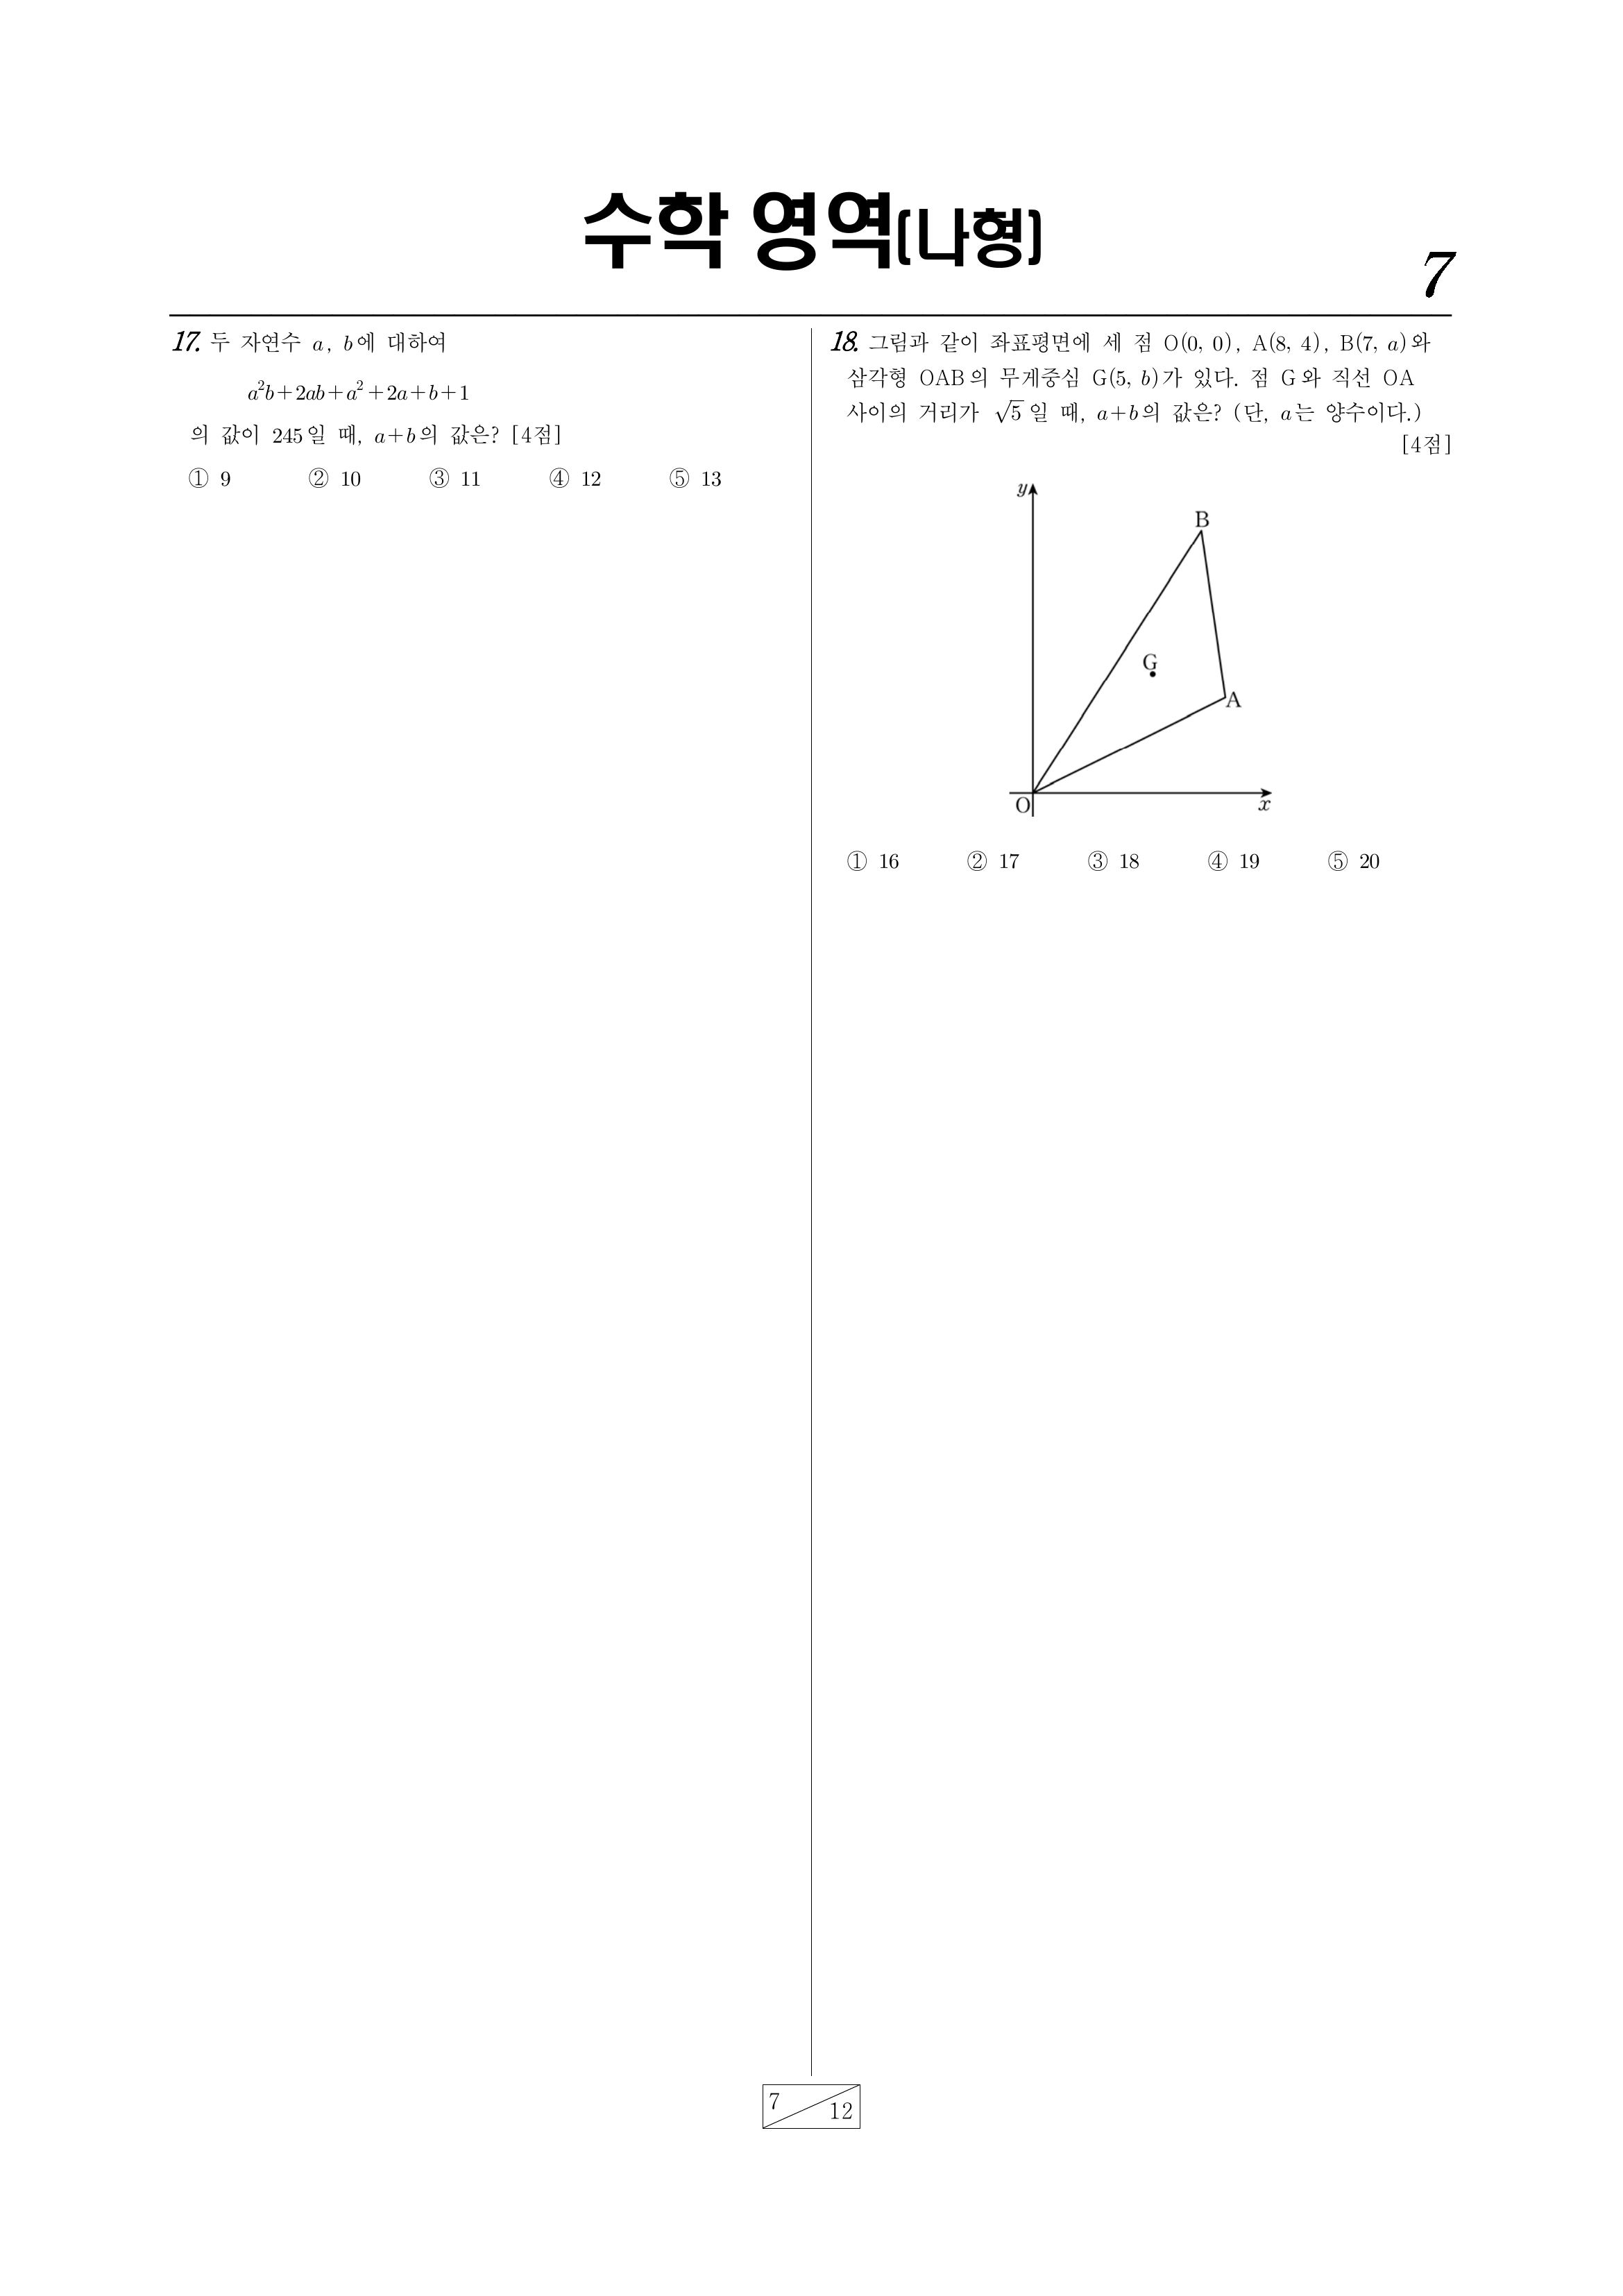 수학 영역(나형)
7
17. 두 자연수 a, b에 대하여
a²b+2ab+a²+2a+b+1
의 값이 245일 때, a+b의 값은? [4점]
① 9 ② 10 ③ 11 ④ 12 ⑤ 13
18. 그림과 같이 좌표평면에 세 점 O(0, 0), A(8, 4), B(7, a)와
삼각형 OAB의 무게중심 G(5, b)가 있다. 점 G와 직선 OA
사이의 거리가 √5일 때, a+b의 값은? (단, a는 양수이다.)
[4점]
y
B
G
A
O
x
① 16 ② 17 ③ 18 ④ 19 ⑤ 20
7
12